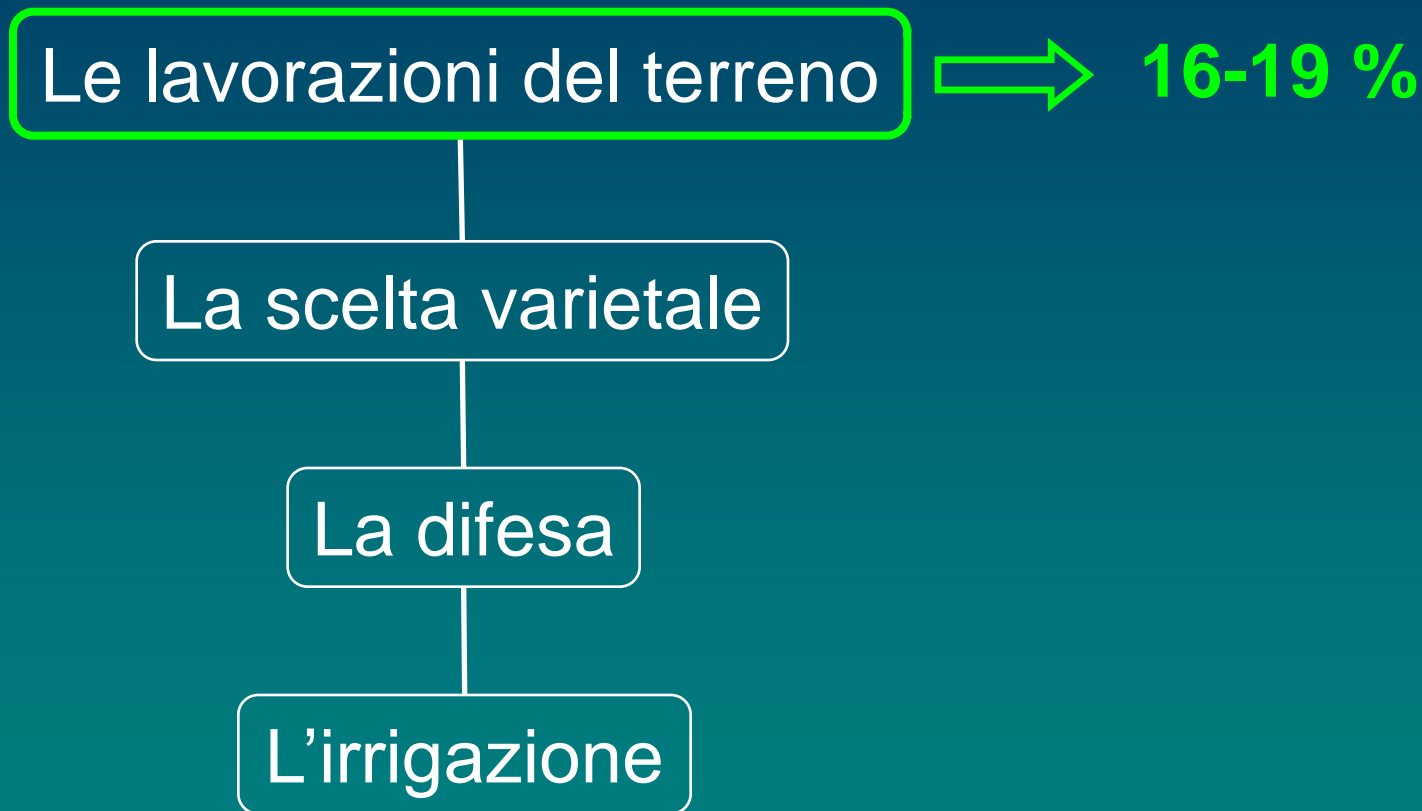 Le lavorazioni del terreno 16-19 %
La scelta varietale
La difesa
L’irrigazione